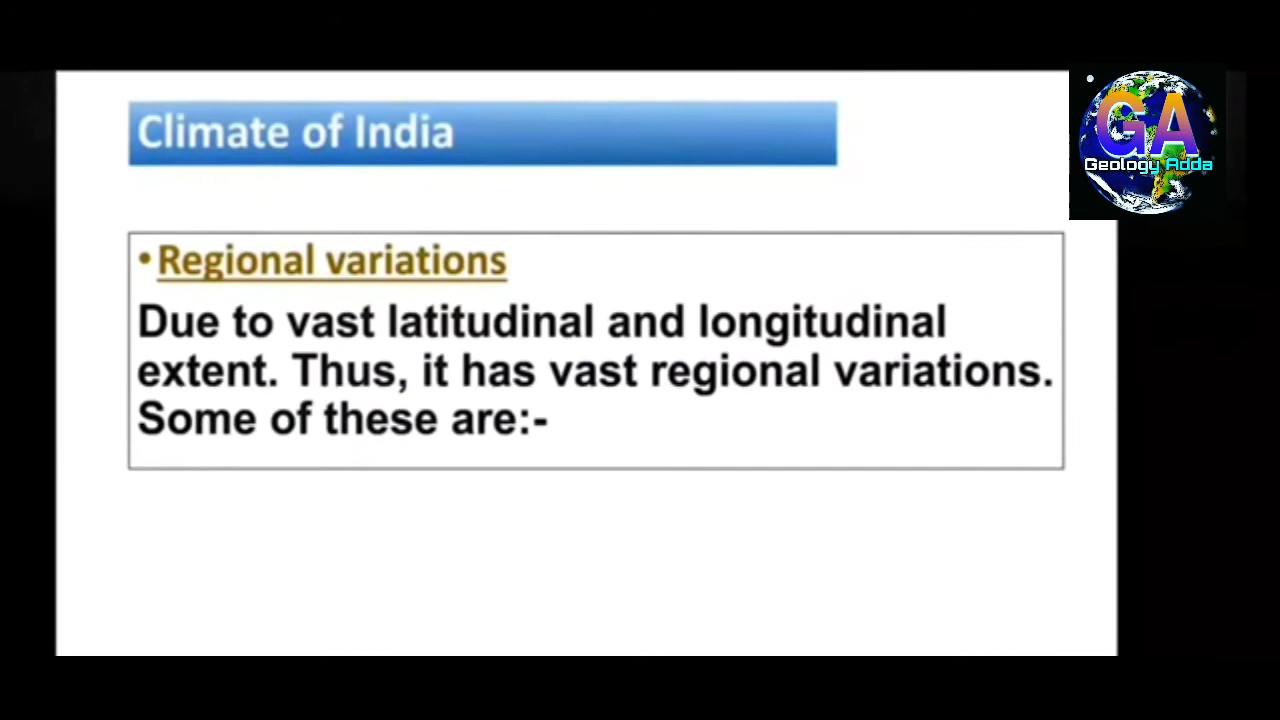 Climate of India
GA
Geology Adda
•Regional variations
Due to vast latitudinal and longitudinal
extent. Thus, it has vast regional variations.
Some of these are:-